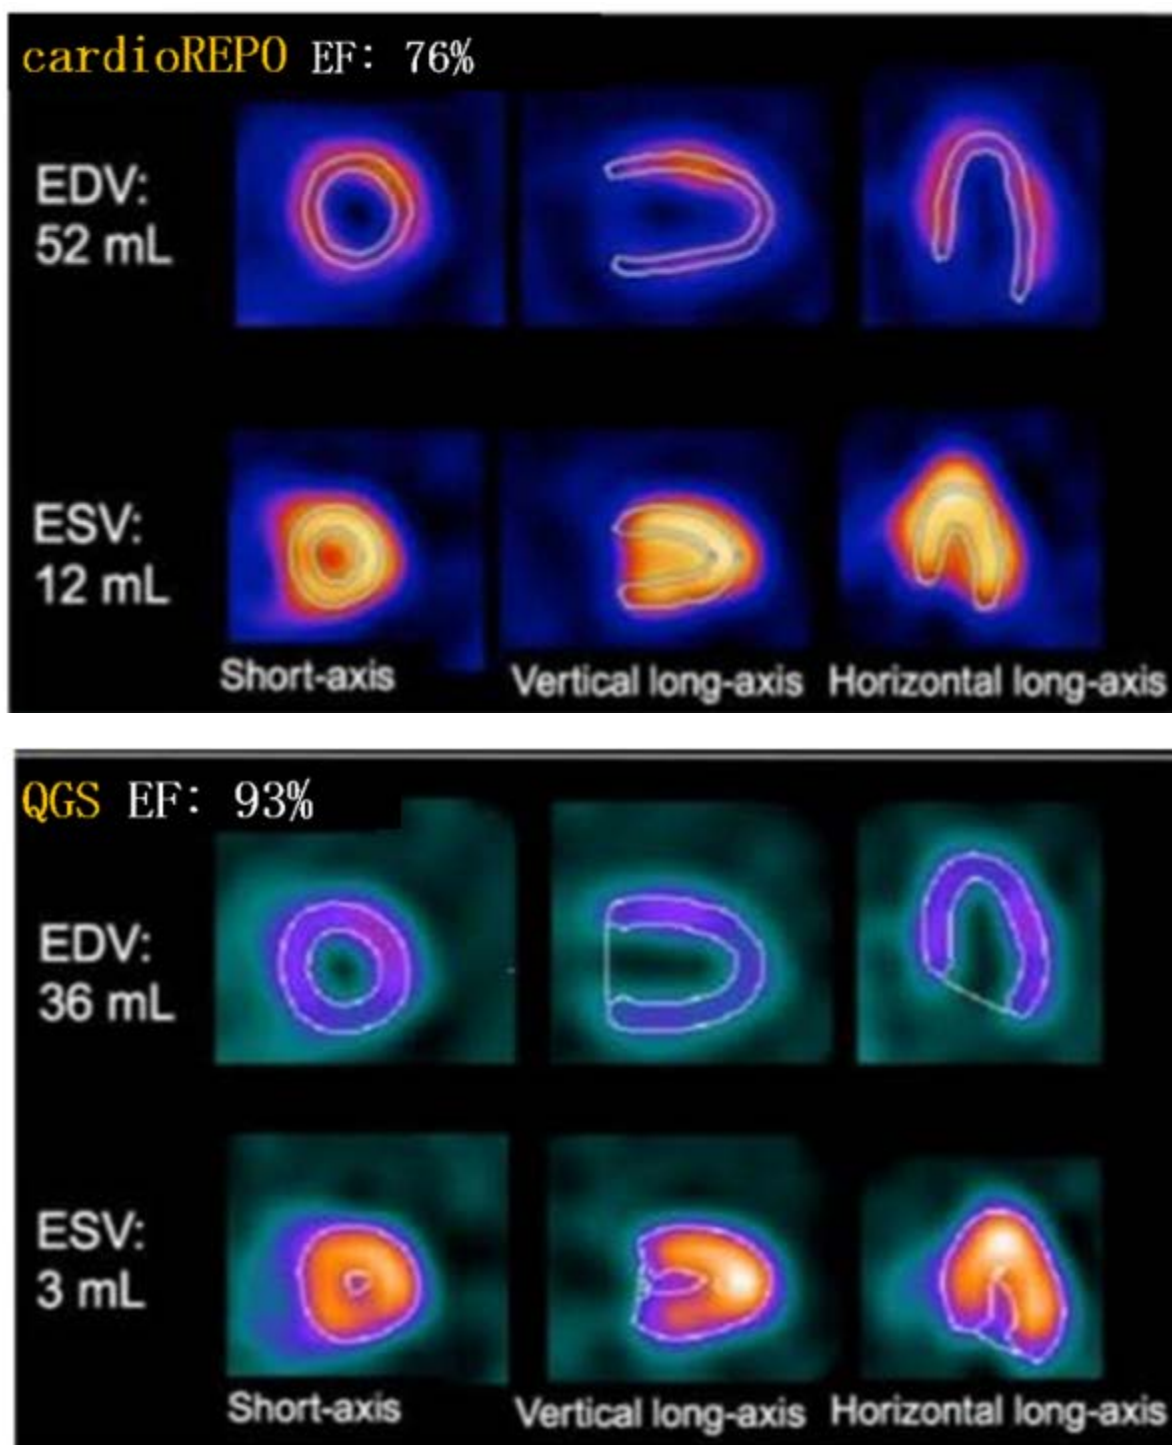 cardioREPO EF: 76%
EDV:
52 mL
ESV:
12 mL
Short-axis Vertical long-axis Horizontal long-axis
QGS EF: 93%
EDV:
36 mL
ESV:
3 mL
Short-axis Vertical long-axis Horizontal long-axis